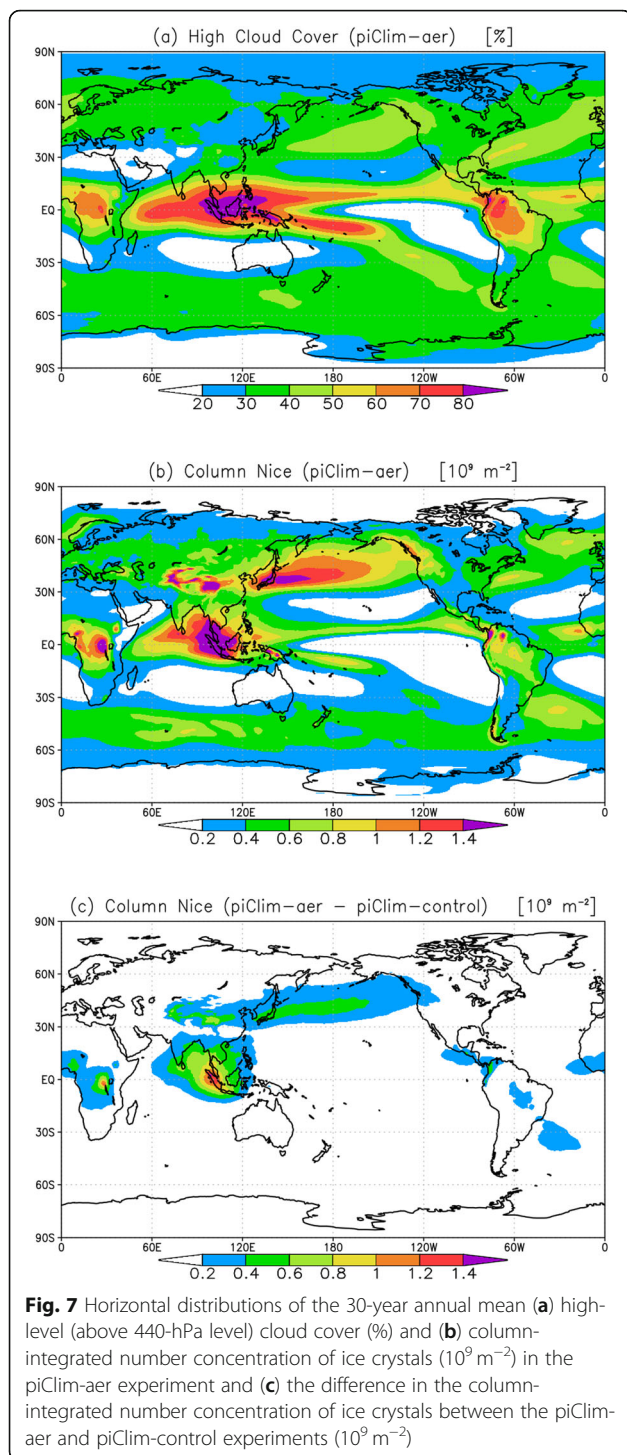 (a) High Cloud Cover (piClim-aer) [%]
90N
60N
30N
EQ
30S
60S
90S
0 60E 120E 180 120W 60W 0
20 30 40 50 60 70 80
(b) Column Nice (piClim-aer) [10⁹ m⁻²]
90N
60N
30N
EQ
30S
60S
90S
0 60E 120E 180 120W 60W 0
0.2 0.4 0.6 0.8 1 1.2 1.4
(c) Column Nice (piClim-aer - piClim-control) [10⁹ m⁻²]
90N
60N
30N
EQ
30S
60S
90S
0 60E 120E 180 120W 60W 0
0.2 0.4 0.6 0.8 1 1.2 1.4
Fig. 7 Horizontal distributions of the 30-year annual mean (a) high-
level (above 440-hPa level) cloud cover (%) and (b) column-
integrated number concentration of ice crystals (10⁹ m⁻²) in the
piClim-aer experiment and (c) the difference in the column-
integrated number concentration of ice crystals between the piClim-
aer and piClim-control experiments (10⁹ m⁻²)